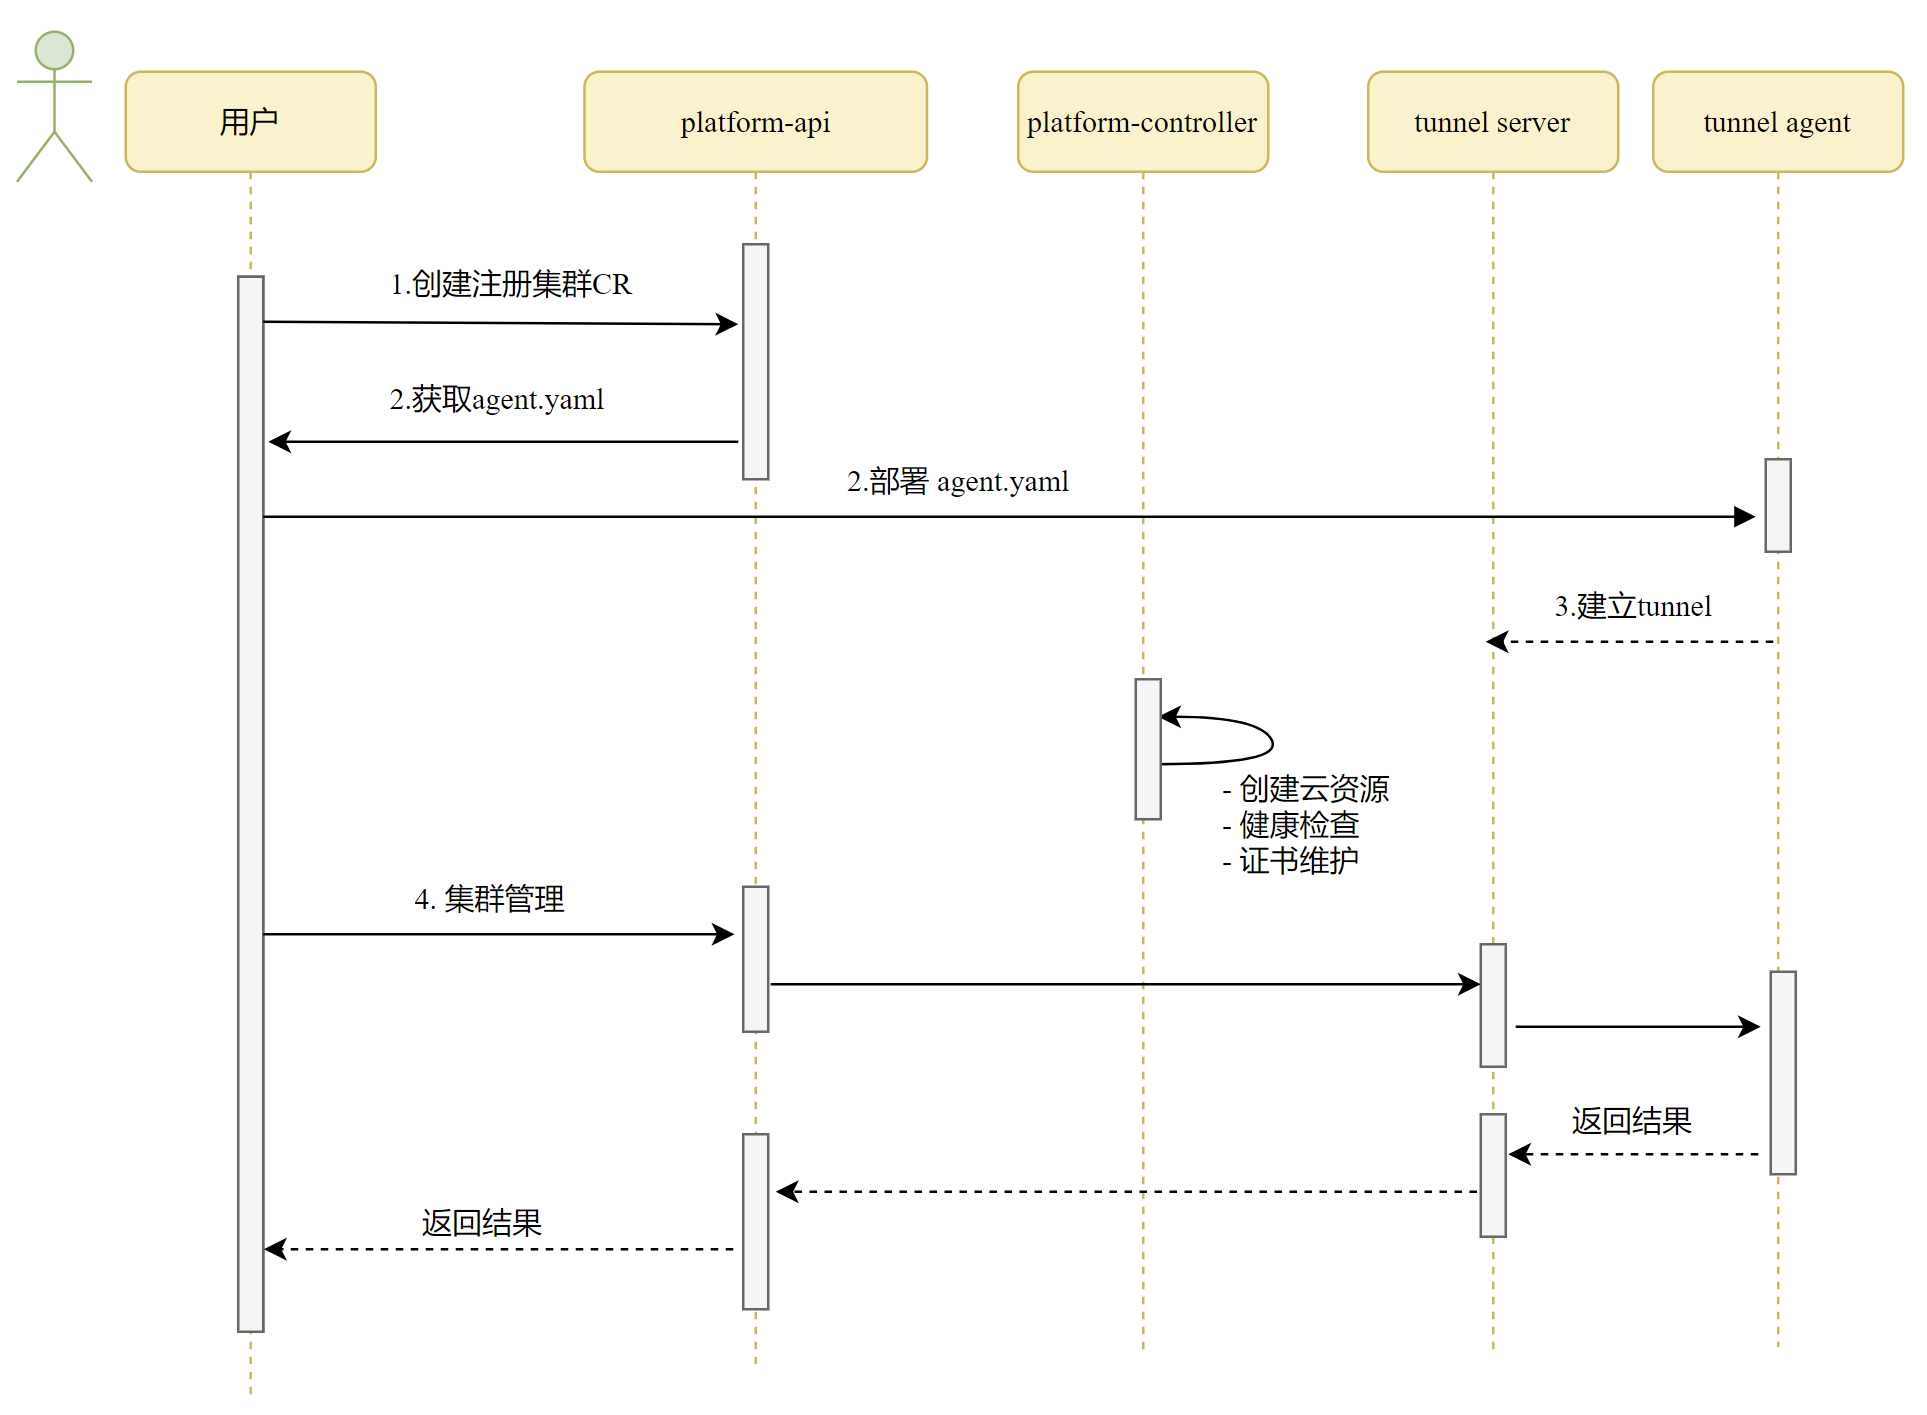 用户
platform-api
platform-controller
tunnel server
tunnel agent
1.创建注册集群CR
2.获取agent.yaml
2.部署 agent.yaml
3.建立tunnel
- 创建云资源
- 健康检查
- 证书维护
4. 集群管理
返回结果
返回结果